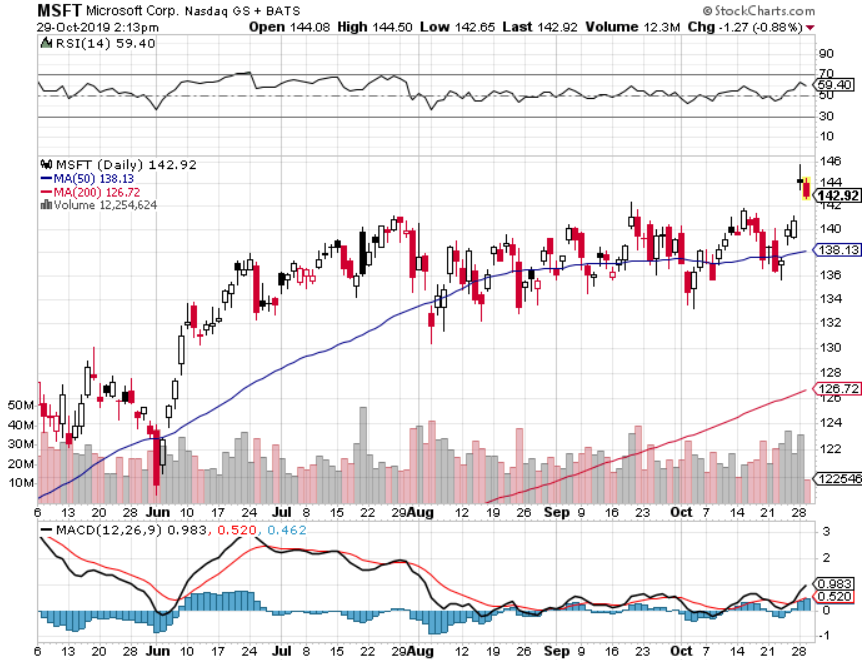 MSFT Microsoft Corp. Nasdaq GS + BATS © StockCharts.com
29-Oct-2019 2:13pm Open 144.08 High 144.50 Low 142.65 Last 142.92 Volume 12.3M Chg -1.27 (-0.88%)
RSI(14) 59.40
90
70
59.40
50
30
10
MSFT (Daily) 142.92
MA(50) 138.13
MA(200) 126.72
Volume 12,254,624
146
144
142.92
142
140
138.13
136
134
132
130
128
126.72
126
124
122
122546
50M
40M
30M
20M
10M
6 13 20 28 Jun 10 17 24 Jul 8 15 22 29 Aug 12 19 26 Sep 9 16 23 Oct 7 14 21 28
MACD(12,26,9) 0.983, 0.520, 0.462
3
2
0.983
0.520
0
-1
6 13 20 28 Jun 10 17 24 Jul 8 15 22 29 Aug 12 19 26 Sep 9 16 23 Oct 7 14 21 28